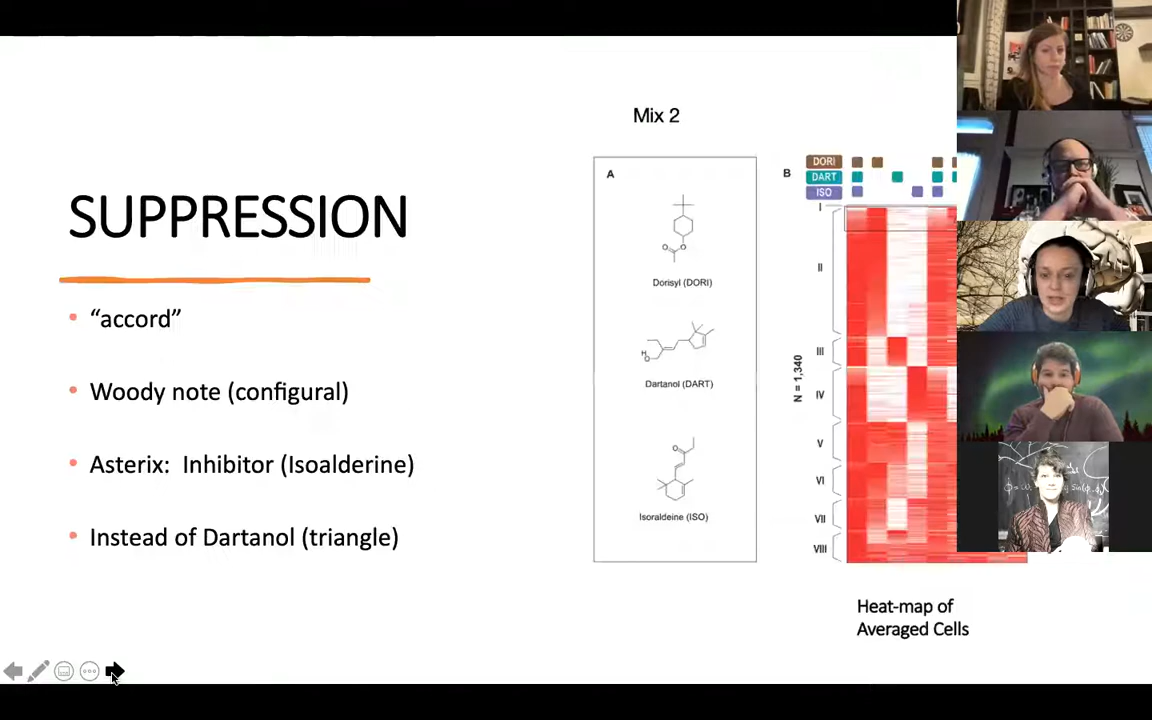 Mix 2
SUPPRESSION
“accord”
Woody note (configural)
Asterix: Inhibitor (Isoalderine)
Instead of Dartanol (triangle)
A
Dorisyl (DORI)
Dartanol (DART)
Isoraldeine (ISO)
B
DORI
DART
ISO
N = 1,340
I
II
III
IV
V
VI
VII
VIII
Heat-map of
Averaged Cells